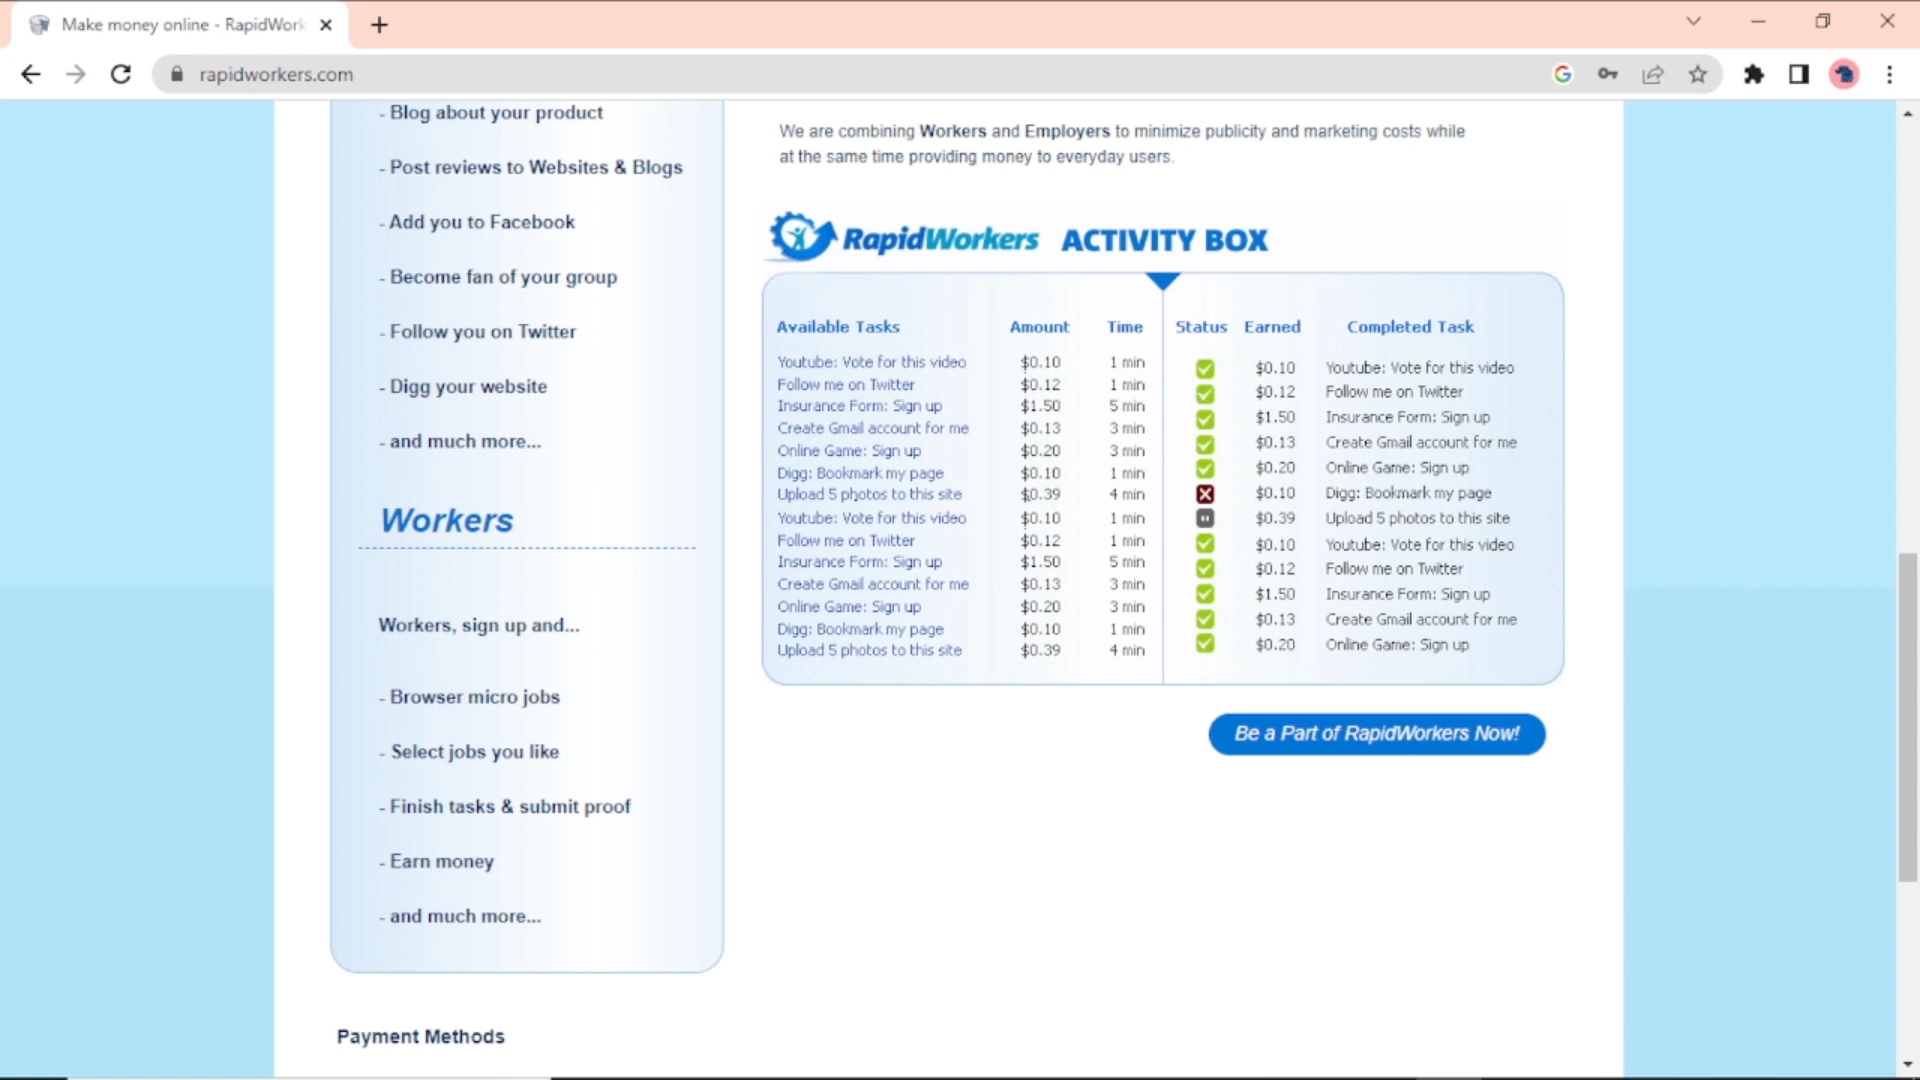 Make money online - RapidWork
rapidworkers.com
- Blog about your product
- Post reviews to Websites & Blogs
- Add you to Facebook
- Become fan of your group
- Follow you on Twitter
- Digg your website
- and much more...
Workers
Workers, sign up and...
- Browser micro jobs
- Select jobs you like
- Finish tasks & submit proof
- Earn money
- and much more...
We are combining Workers and Employers to minimize publicity and marketing costs while
at the same time providing money to everyday users.
RapidWorkers ACTIVITY BOX
Available Tasks Amount Time
Youtube: Vote for this video $0.10 1 min
Follow me on Twitter $0.12 1 min
Insurance Form: Sign up $1.50 5 min
Create Gmail account for me $0.13 3 min
Online Game: Sign up $0.20 3 min
Digg: Bookmark my page $0.10 1 min
Upload 5 photos to this site $0.39 4 min
Youtube: Vote for this video $0.10 1 min
Follow me on Twitter $0.12 1 min
Insurance Form: Sign up $1.50 5 min
Create Gmail account for me $0.13 3 min
Online Game: Sign up $0.20 3 min
Digg: Bookmark my page $0.10 1 min
Upload 5 photos to this site $0.39 4 min
Status Earned Completed Task
$0.10 Youtube: Vote for this video
$0.12 Follow me on Twitter
$1.50 Insurance Form: Sign up
$0.13 Create Gmail account for me
$0.20 Online Game: Sign up
$0.10 Digg: Bookmark my page
$0.39 Upload 5 photos to this site
$0.10 Youtube: Vote for this video
$0.12 Follow me on Twitter
$1.50 Insurance Form: Sign up
$0.13 Create Gmail account for me
$0.20 Online Game: Sign up
Be a Part of RapidWorkers Now!
Payment Methods